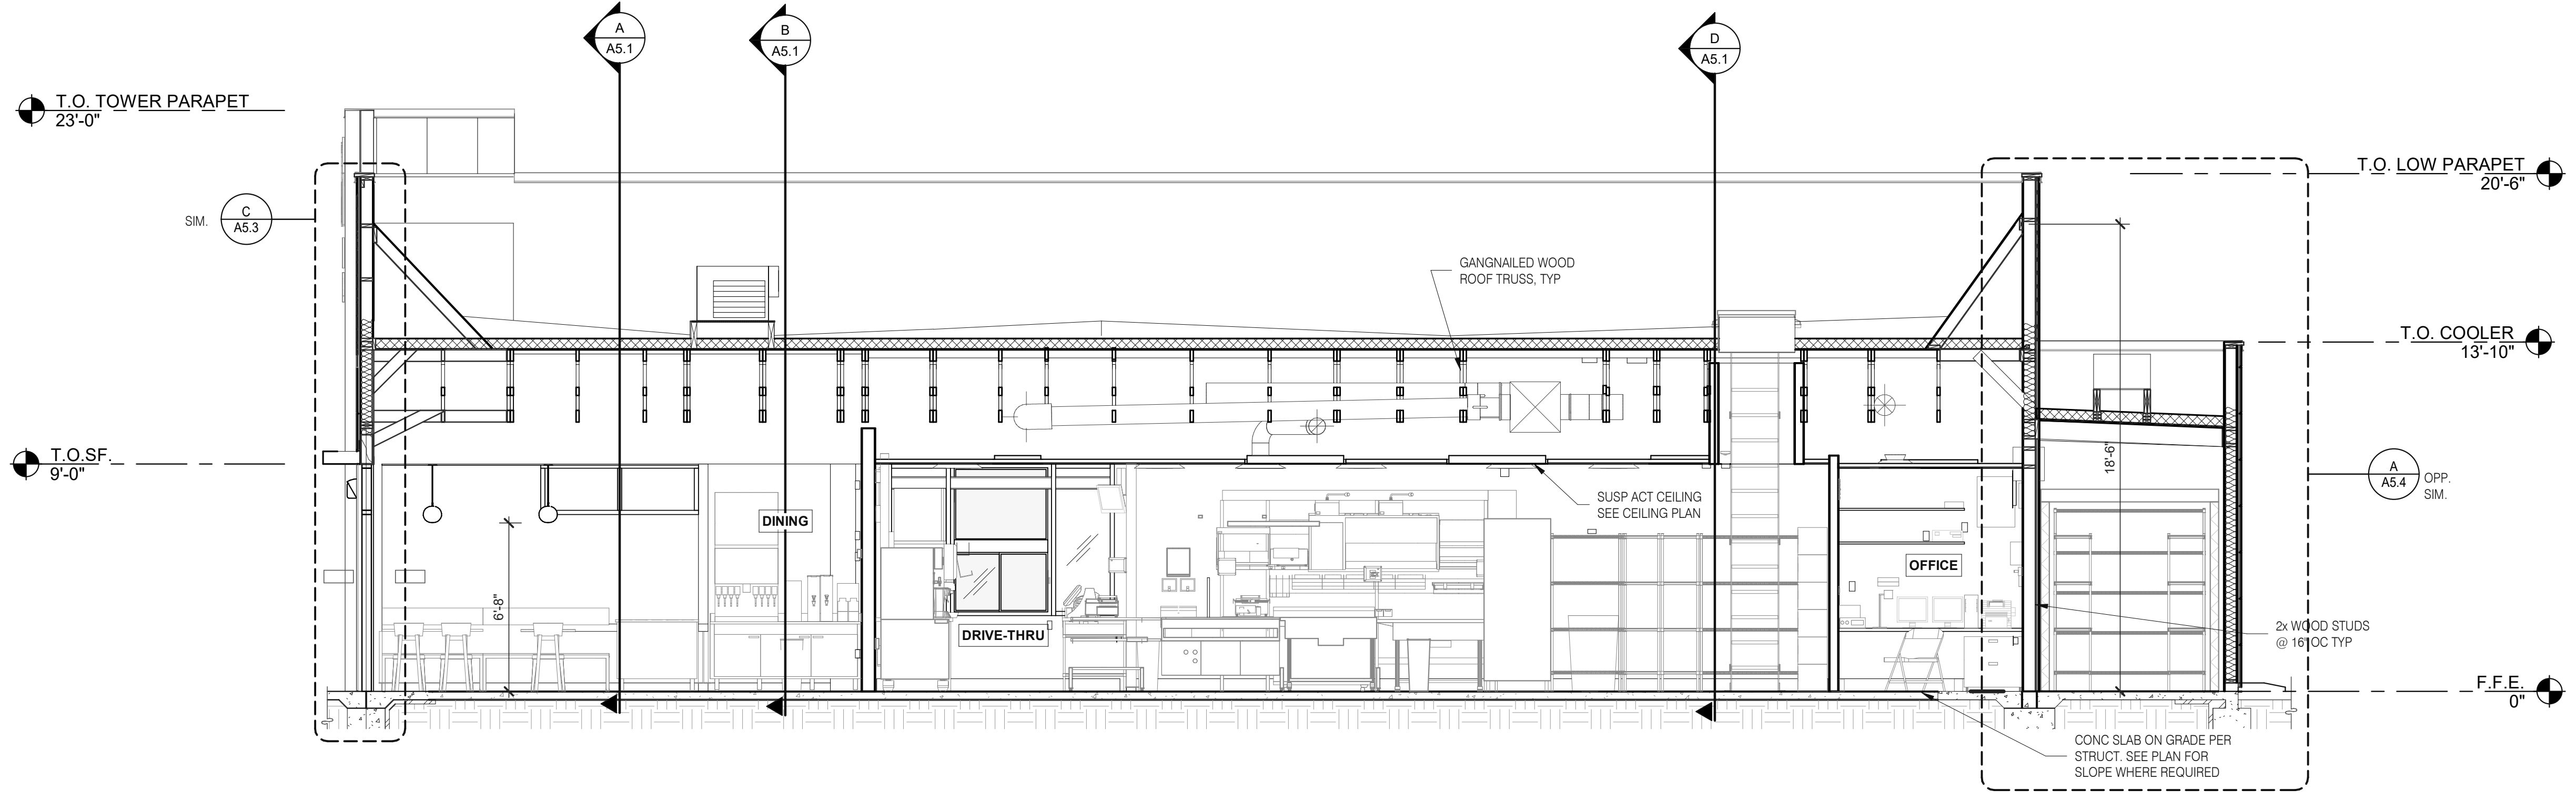 A
A5.1
B
A5.1
D
A5.1
T.O. TOWER PARAPET
23'-0"
T.O. LOW PARAPET
20'-6"
SIM.
C
A5.3
GANGNAILED WOOD
ROOF TRUSS, TYP
T.O. COOLER
13'-10"
T.O.SF.
9'-0"
18'-6"
A
A5.4
OPP.
SIM.
SUSP ACT CEILING
SEE CEILING PLAN
DINING
OFFICE
6'-8"
DRIVE-THRU
2x WOOD STUDS
@ 16" OC TYP
F.F.E.
0"
CONC SLAB ON GRADE PER
STRUCT. SEE PLAN FOR
SLOPE WHERE REQUIRED